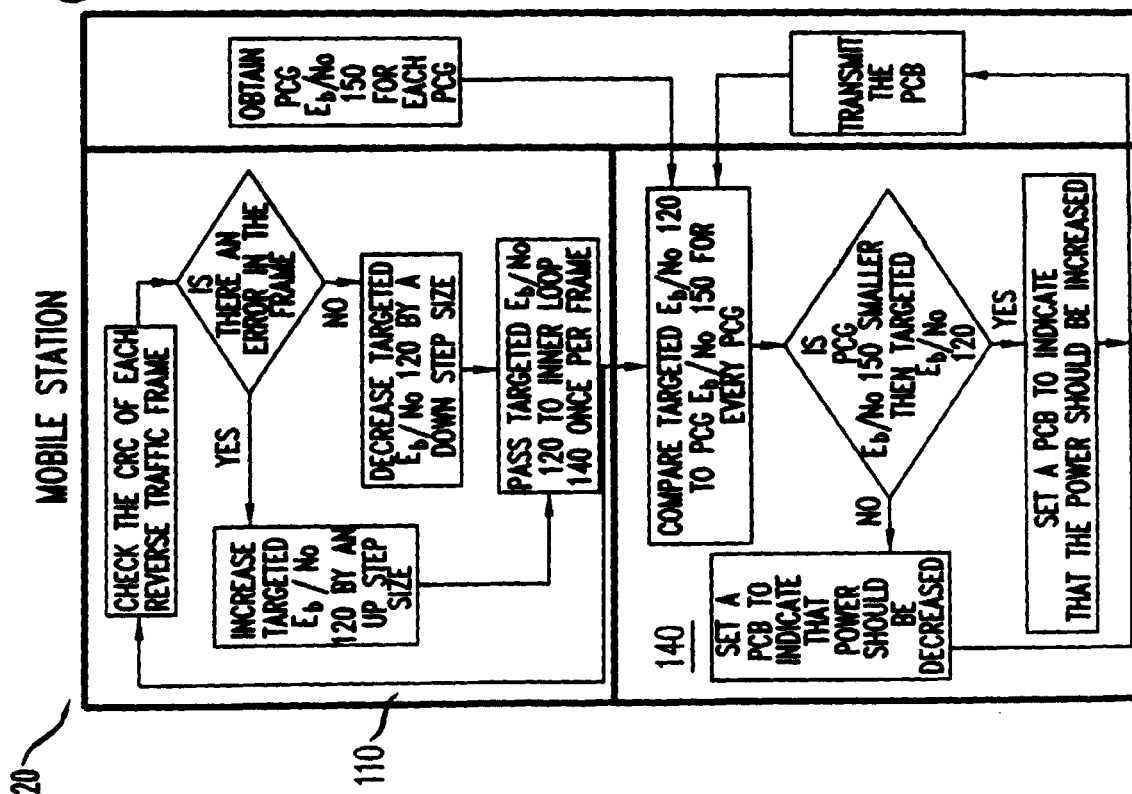 20
MOBILE STATION
CHECK THE CRC OF EACH
REVERSE TRAFFIC FRAME
IS
THERE AN
ERROR IN THE
FRAME
YES
NO
INCREASE
TARGETED
Eb/No
120 BY AN
UP STEP
SIZE
DECREASE TARGETED
Eb/No 120 BY A
DOWN STEP SIZE
PASS TARGETED Eb/No
120 TO INNER LOOP
140 ONCE PER FRAME
110
OBTAIN
PCG
Eb/No
150
FOR
EACH
PCG
140
COMPARE TARGETED Eb/No 120
TO PCG Eb/No 150 FOR
EVERY PCG
IS
PCG
Eb/No 150 SMALLER
THEN TARGETED
Eb/No
120
NO
YES
SET A
PCB TO
INDICATE
THAT
POWER
SHOULD
BE
DECREASED
SET A PCB TO INDICATE
THAT THE POWER SHOULD BE INCREASED
TRANSMIT
THE
PCB